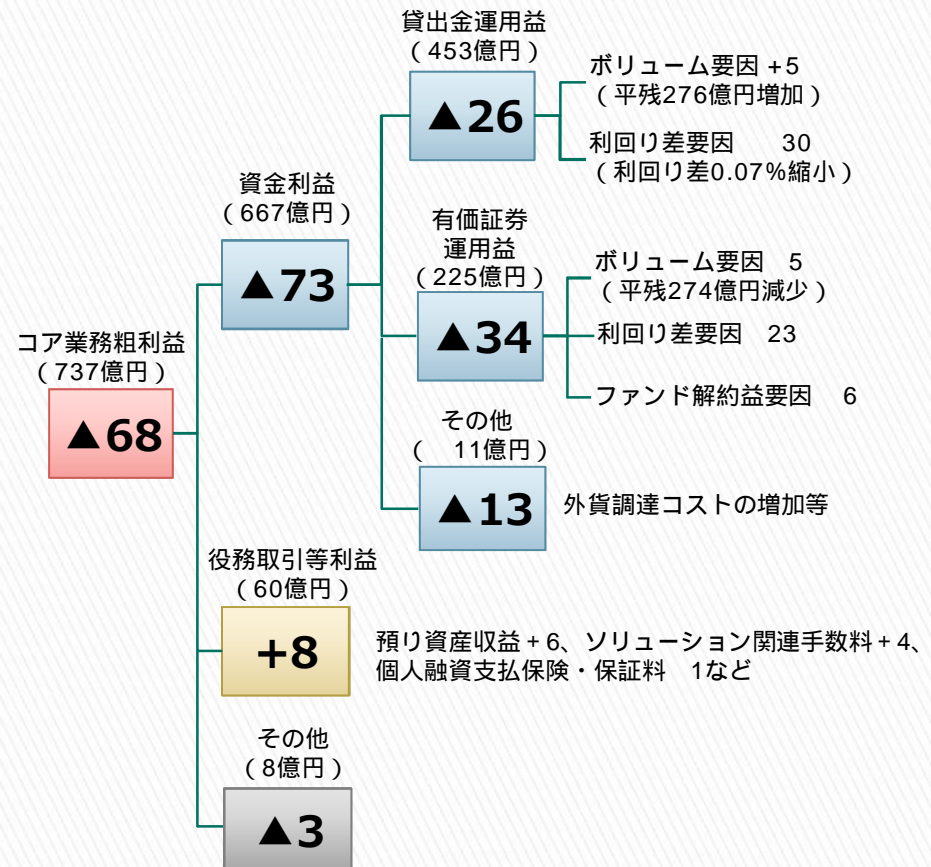 貸出金運用益
(453億円)
▲26
ボリューム要因 +5
(平残276億円増加)
利回り差要因　30
(利回り差0.07%縮小)
資金利益
(667億円)
▲73
有価証券
運用益
(225億円)
▲34
ボリューム要因　5
(平残274億円減少)
利回り差要因　23
ファンド解約益要因　6
コア業務粗利益
(737億円)
▲68
その他
(　11億円)
▲13
外貨調達コストの増加等
役務取引等利益
(60億円)
+8
預り資産収益+6、ソリューション関連手数料+4、
個人融資支払保険・保証料　1など
その他
(8億円)
▲3